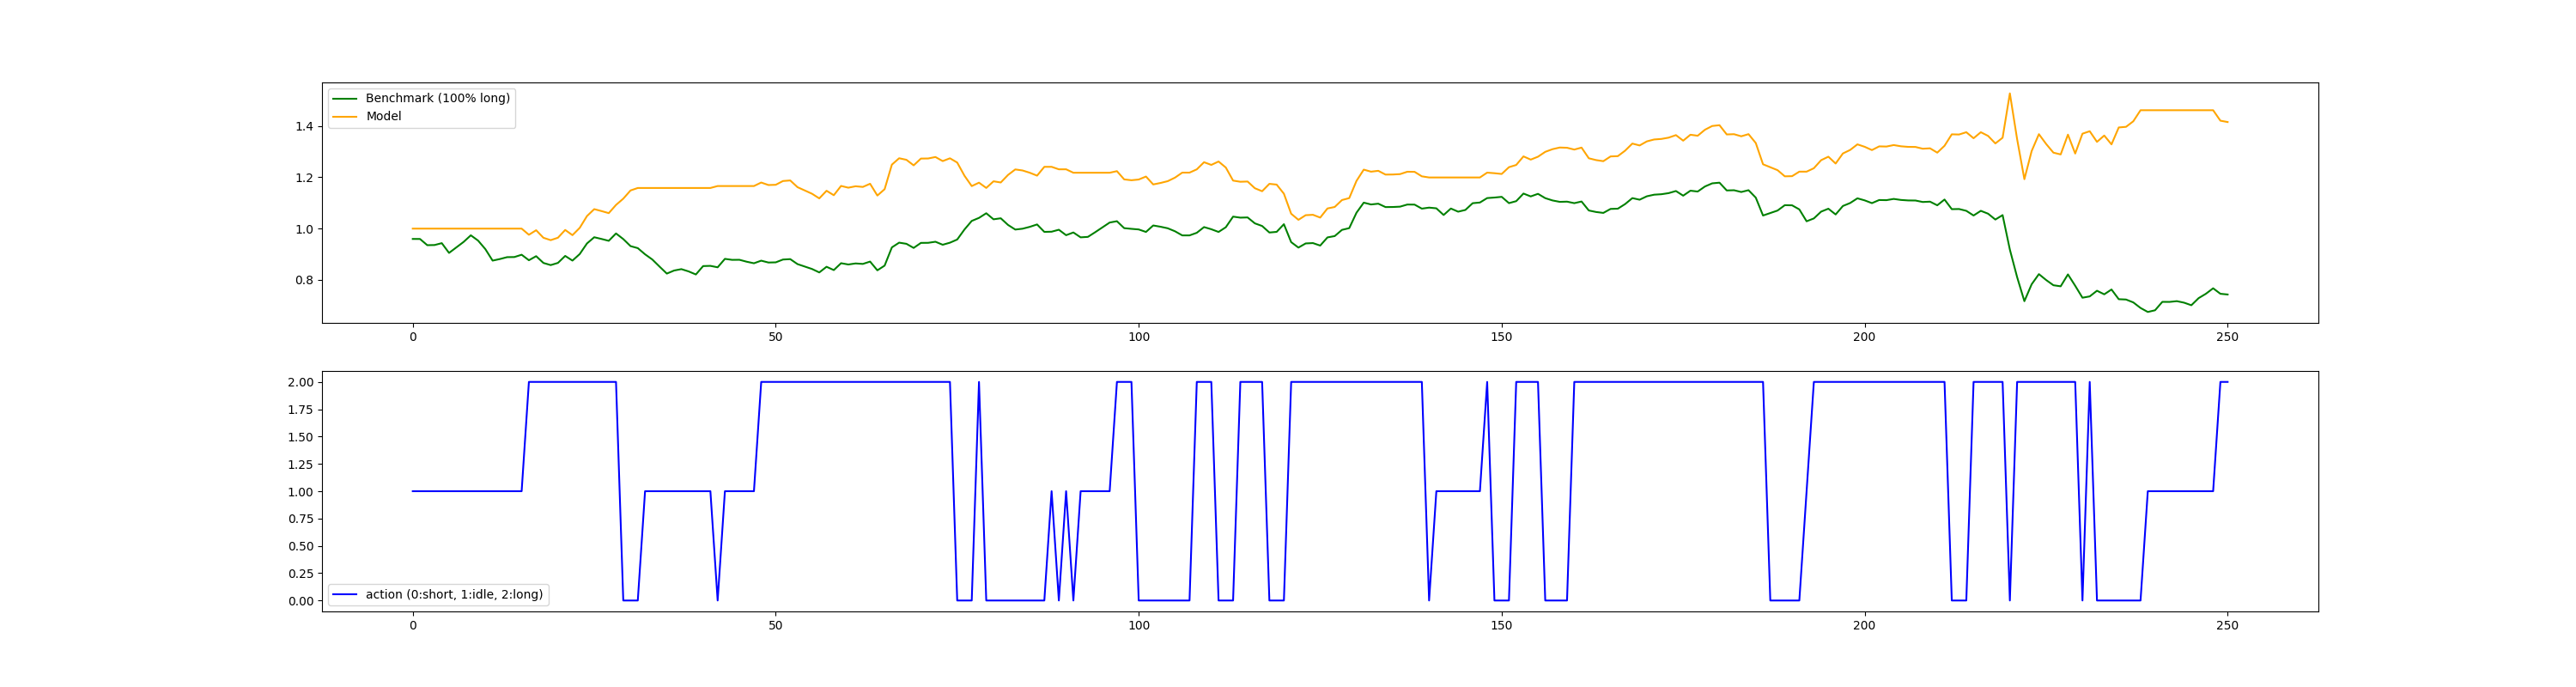 Benchmark (100% long)
Model
1.4
1.2
1.0
0.8
0 50 100 150 200 250
2.00
1.75
1.50
1.25
1.00
0.75
0.50
0.25
0.00
action (0:short, 1:idle, 2:long)
0 50 100 150 200 250